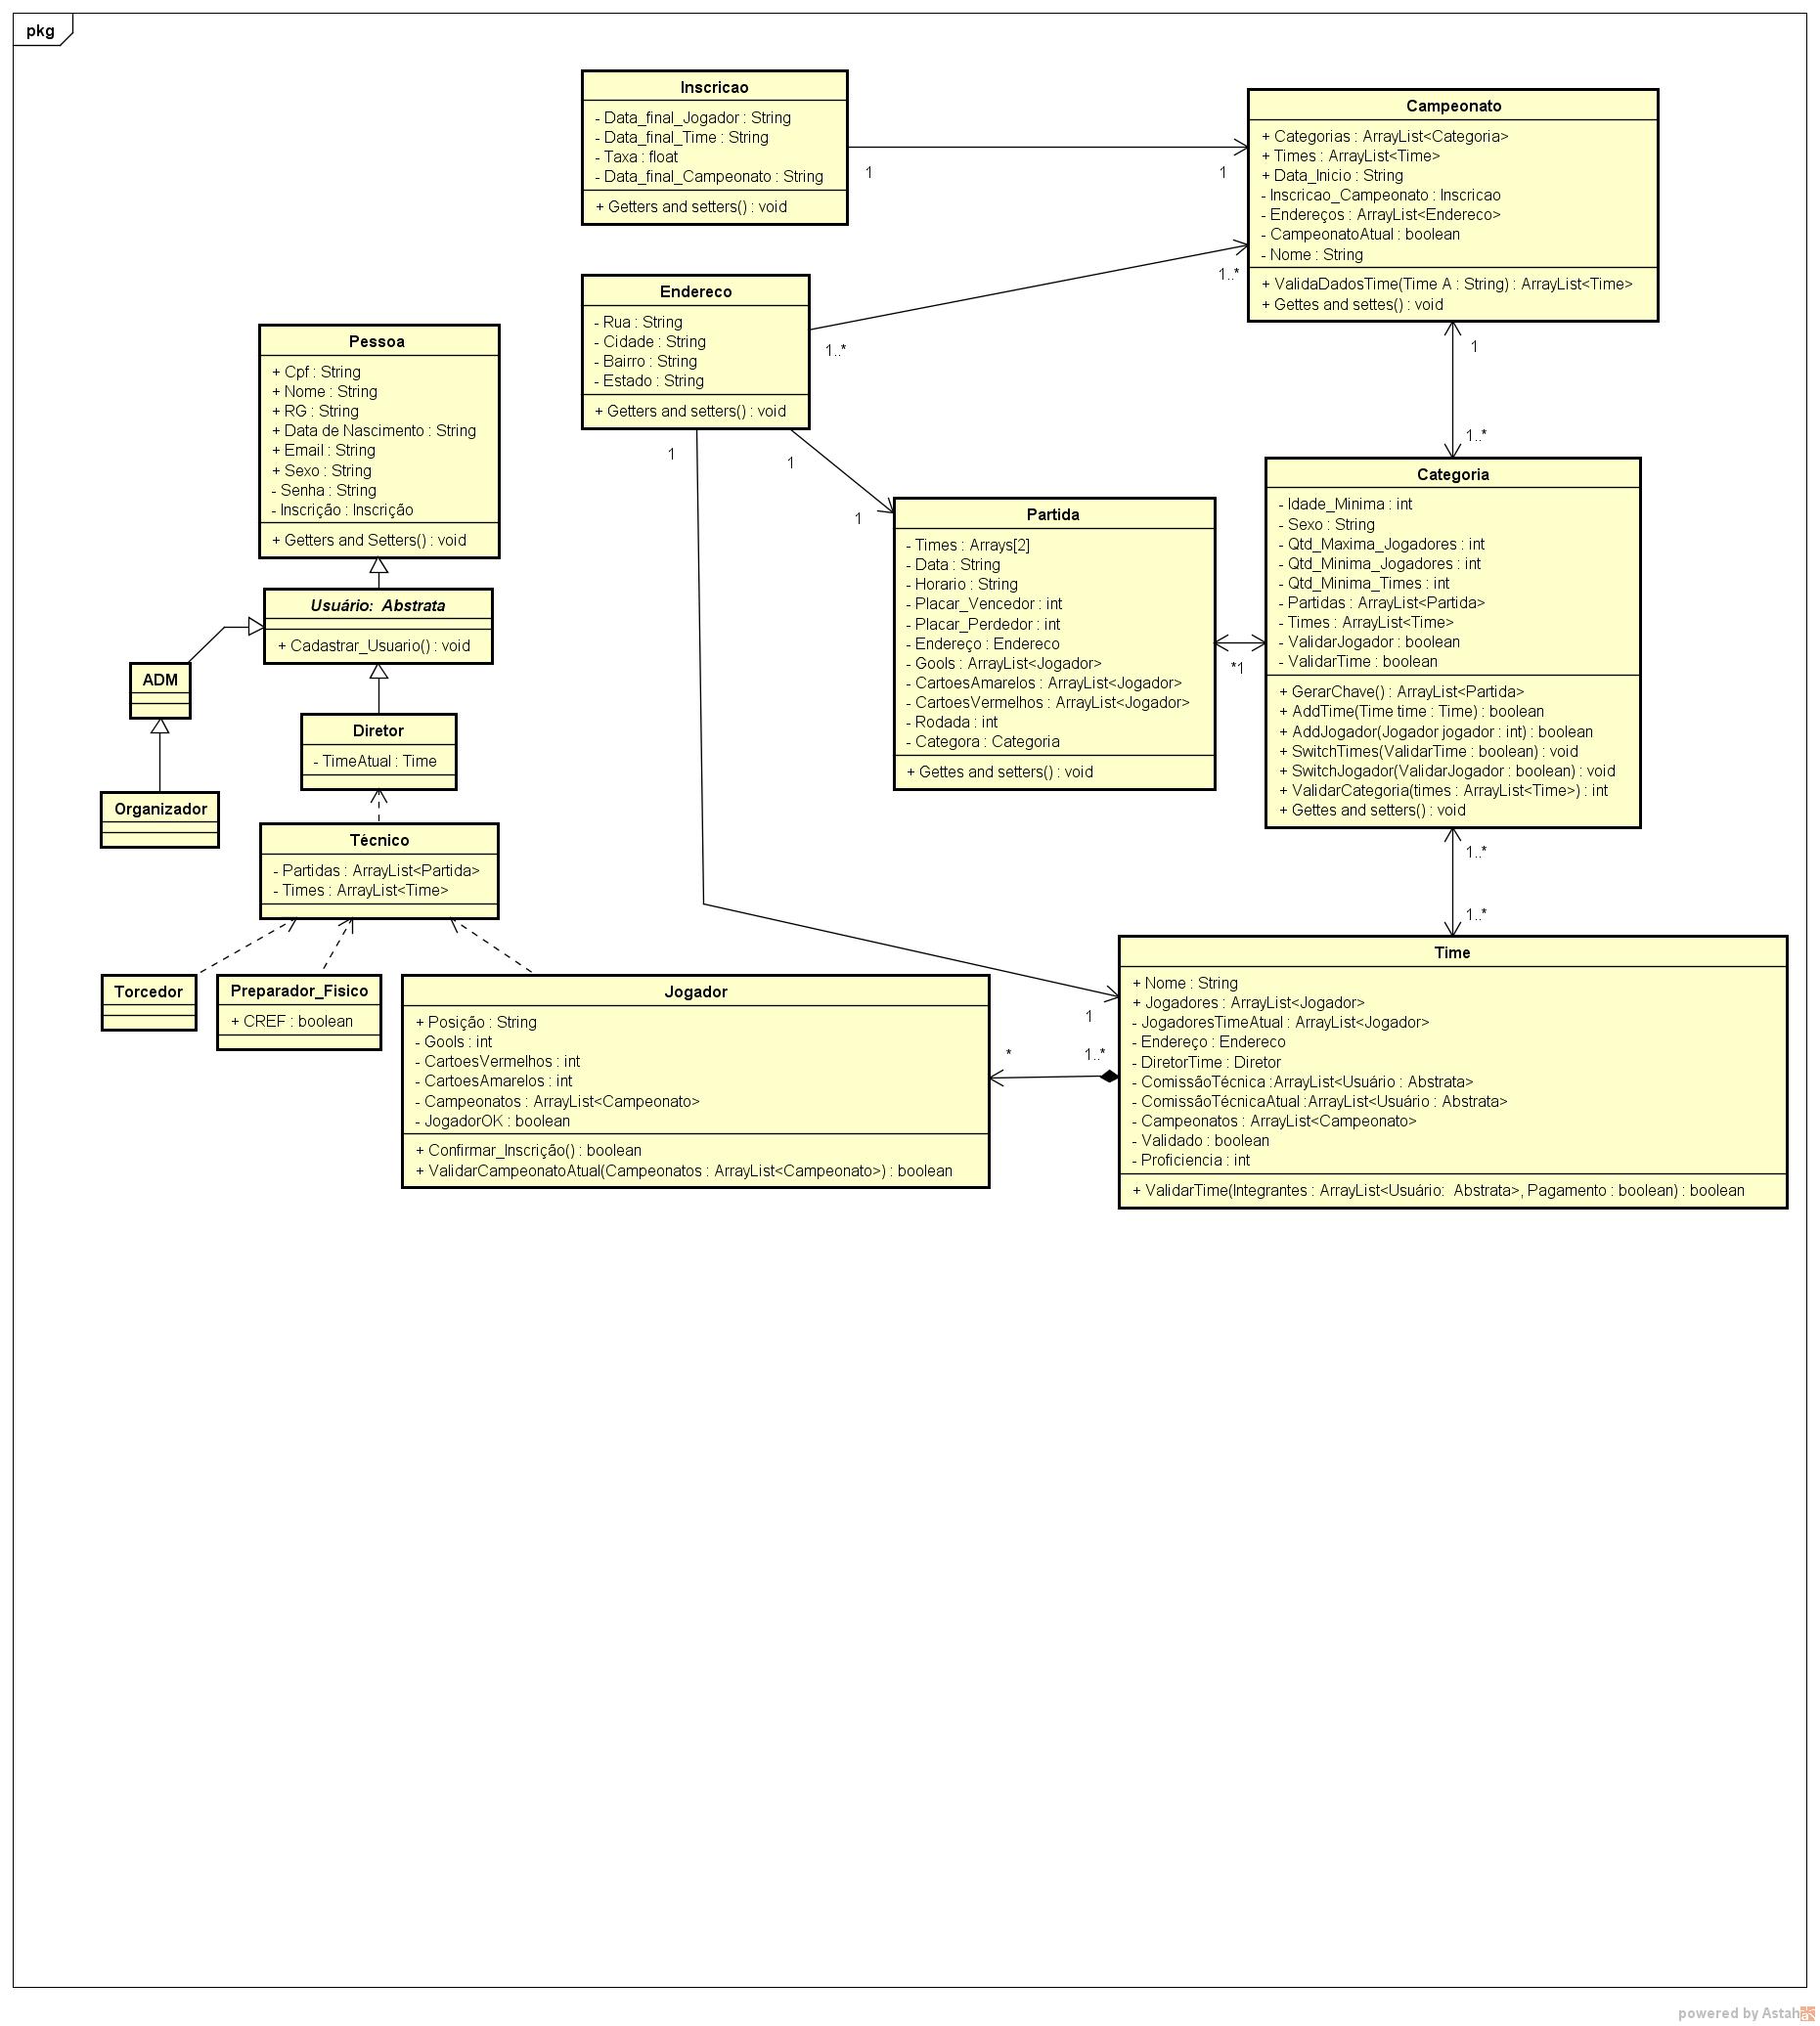 pkg
Inscricao
- Data_final_Jogador : String
- Data_final_Time : String
- Taxa : float
- Data_final_Campeonato : String
+ Getters and setters() : void
1
1
Campeonato
+ Categorias : ArrayList<Categoria>
+ Times : ArrayList<Time>
+ Data_Inicio : String
- Inscricao_Campeonato : Inscricao
- Endereços : ArrayList<Endereco>
- CampeonatoAtual : boolean
- Nome : String
+ ValidaDadosTime(Time A : String) : ArrayList<Time>
+ Gettes and settes() : void
Endereco
- Rua : String
- Cidade : String
- Bairro : String
- Estado : String
+ Getters and setters() : void
1..*
1..*
1
1..*
1
1
1
Pessoa
+ Cpf : String
+ Nome : String
+ RG : String
+ Data de Nascimento : String
+ Email : String
+ Sexo : String
- Senha : String
- Inscrição : Inscrição
+ Getters and Setters() : void
Usuário: Abstrata
+ Cadastrar_Usuario() : void
ADM
Organizador
Diretor
- TimeAtual : Time
Técnico
- Partidas : ArrayList<Partida>
- Times : ArrayList<Time>
Torcedor
Preparador_Fisico
+ CREF : boolean
Partida
- Times : Arrays[2]
- Data : String
- Horario : String
- Placar_Vencedor : int
- Placar_Perdedor : int
- Endereço : Endereco
- Gools : ArrayList<Jogador>
- CartoesAmarelos : ArrayList<Jogador>
- CartoesVermelhos : ArrayList<Jogador>
- Rodada : int
- Categora : Categoria
+ Gettes and setters() : void
*1
Categoria
- Idade_Minima : int
- Sexo : String
- Qtd_Maxima_Jogadores : int
- Qtd_Minima_Jogadores : int
- Qtd_Minima_Times : int
- Partidas : ArrayList<Partida>
- Times : ArrayList<Time>
- ValidarJogador : boolean
- ValidarTime : boolean
+ GerarChave() : ArrayList<Partida>
+ AddTime(Time time : Time) : boolean
+ AddJogador(Jogador jogador : int) : boolean
+ SwitchTimes(ValidarTime : boolean) : void
+ SwitchJogador(ValidarJogador : boolean) : void
+ ValidarCategoria(times : ArrayList<Time>) : int
+ Gettes and setters() : void
1..*
1..*
Jogador
+ Posição : String
- Gools : int
- CartoesVermelhos : int
- CartoesAmarelos : int
- Campeonatos : ArrayList<Campeonato>
- JogadorOK : boolean
+ Confirmar_Inscrição() : boolean
+ ValidarCampeonatoAtual(Campeonatos : ArrayList<Campeonato>) : boolean
*
1..*
1
Time
+ Nome : String
+ Jogadores : ArrayList<Jogador>
- JogadoresTimeAtual : ArrayList<Jogador>
- Endereço : Endereco
- DiretorTime : Diretor
- ComissãoTécnica :ArrayList<Usuário : Abstrata>
- ComissãoTécnicaAtual :ArrayList<Usuário : Abstrata>
- Campeonatos : ArrayList<Campeonato>
- Validado : boolean
- Proficiencia : int
+ ValidarTime(Integrantes : ArrayList<Usuário: Abstrata>, Pagamento : boolean) : boolean
powered by Astah